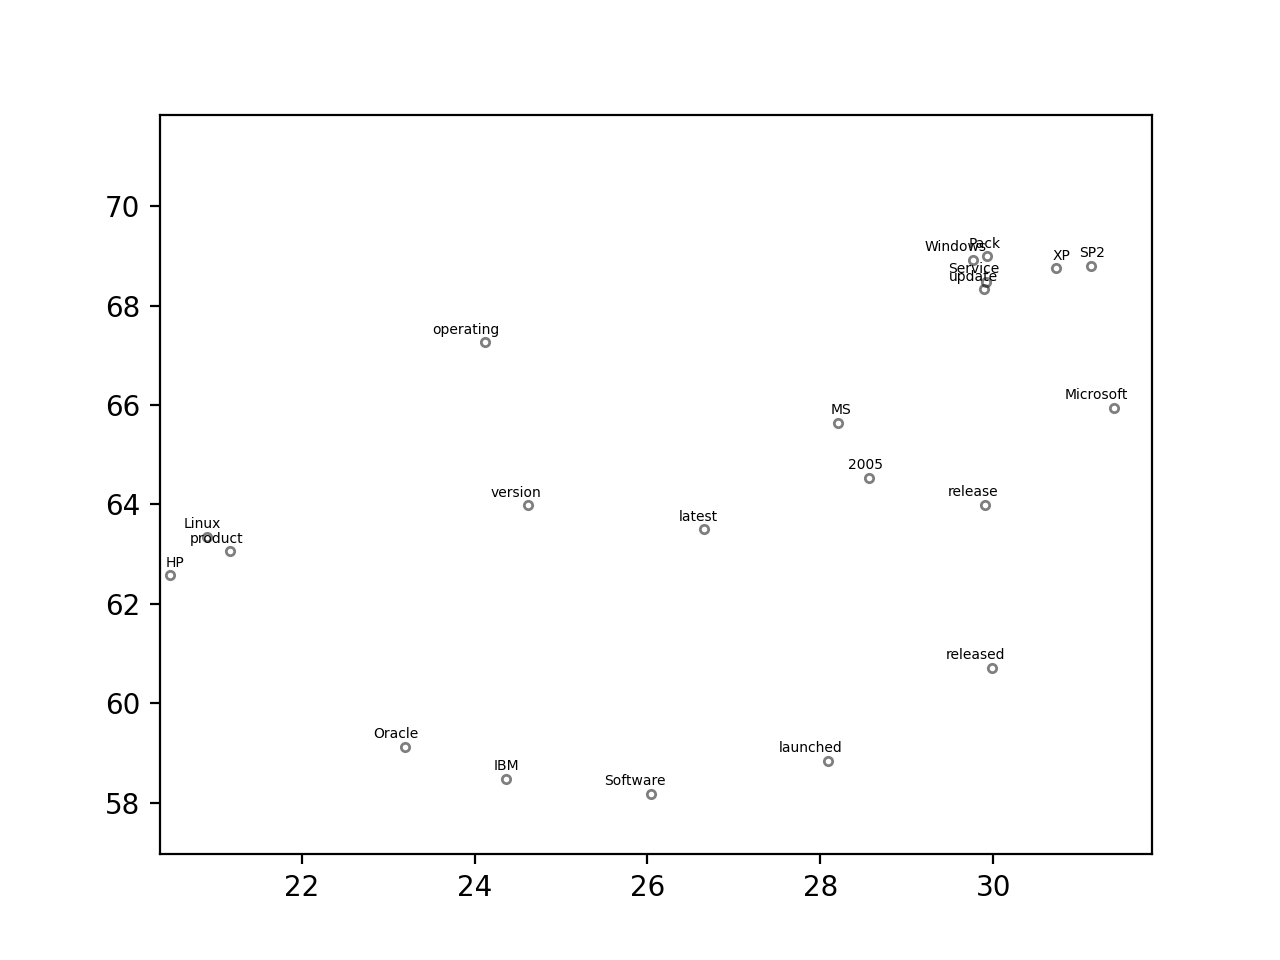 70
Windows
Pack
XP
SP2
Service
update
68
operating
66
Microsoft
MS
2005
64
version
release
latest
Linux
product
HP
62
released
60
Oracle
launched
IBM
Software
58
22
24
26
28
30